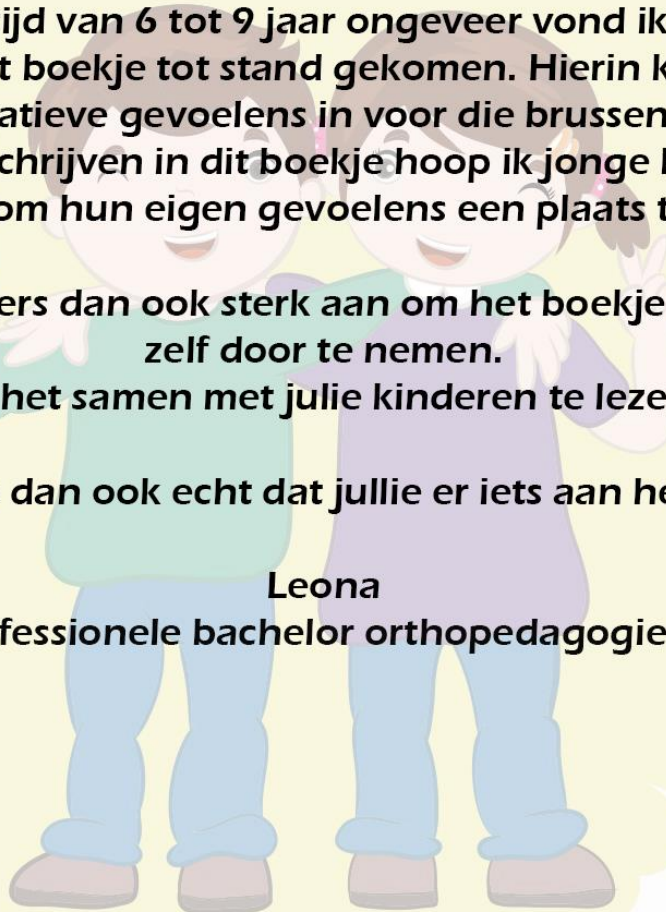 ijd van 6 tot 9 jaar ongeveer vond ik
t boekje tot stand gekomen. Hierin k
atieve gevoelens in voor die brussen
chrijven in dit boekje hoop ik jonge
om hun eigen gevoelens een plaats t
ers dan ook sterk aan om het boekje
zelf door te nemen.
het samen met julie kinderen te leze
dan ook echt dat jullie er iets aan he
Leona
fessionele bachelor orthopedagogie